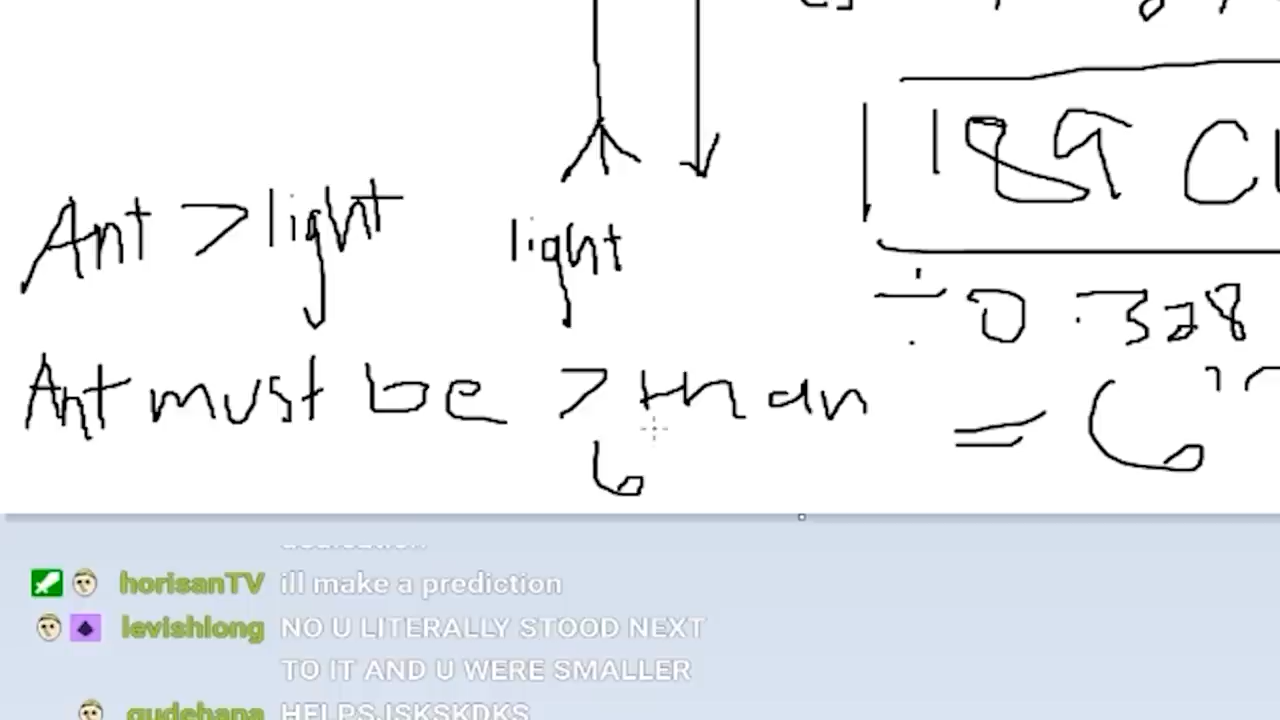 189 C
Ant > light
light
÷ 0.328
Ant must be > than
= 6
6
horisanTV ill make a prediction
levishlong NO U LITERALLY STOOD NEXT
TO IT AND U WERE SMALLER
gudehana HELPSJSKSKDKS